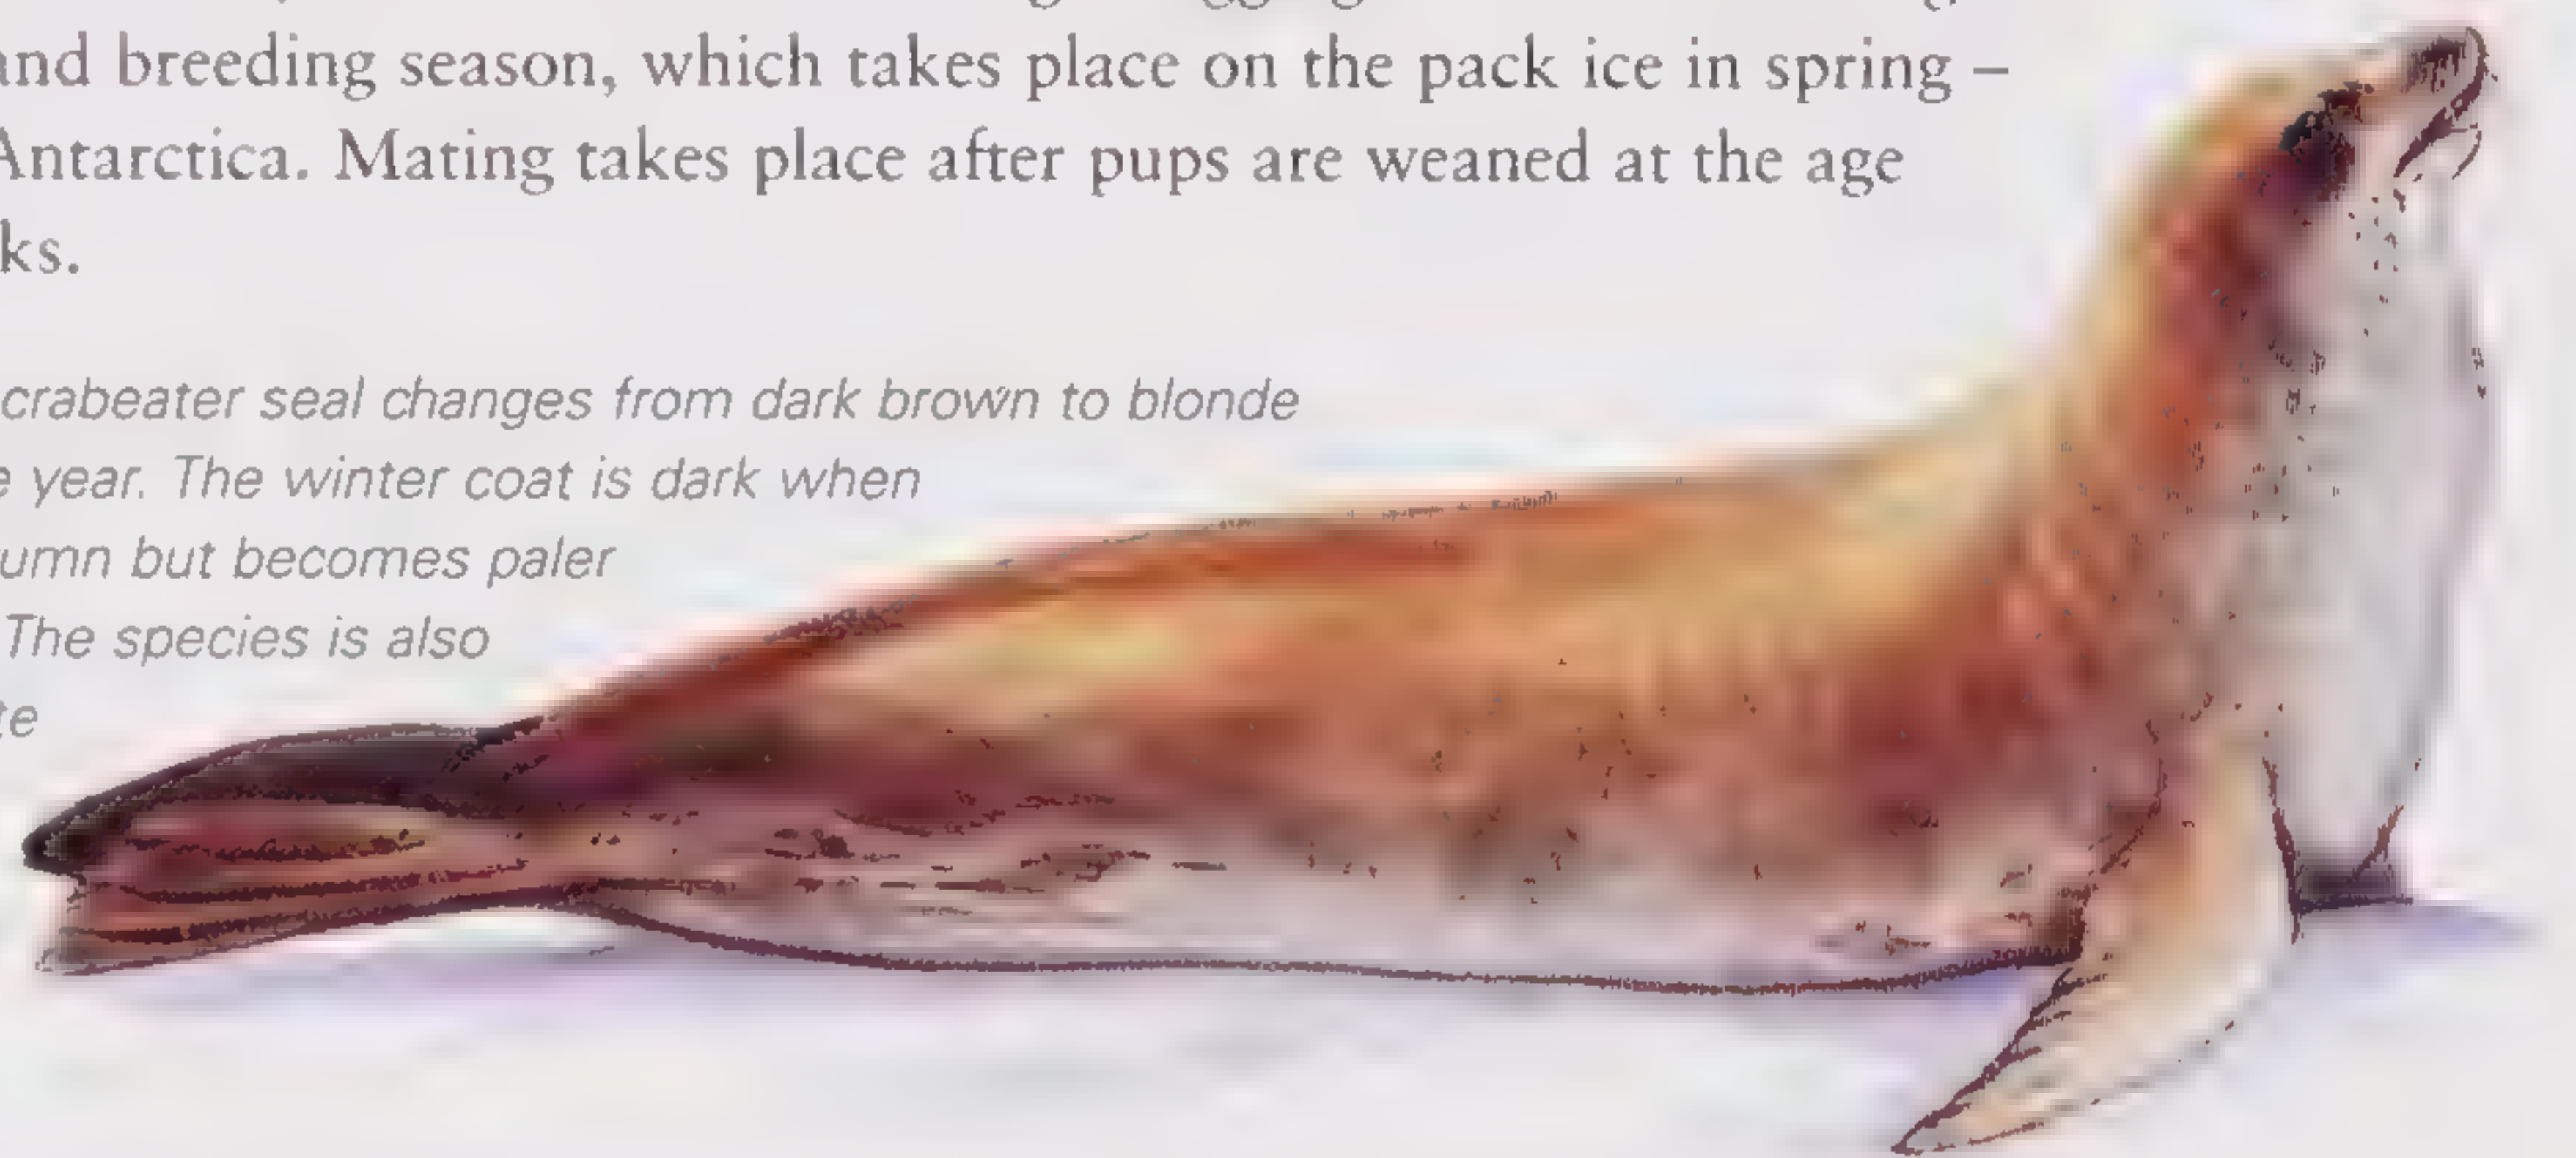 and breeding season, which takes place on the pack ice in spring –
Antarctica. Mating takes place after pups are weaned at the age
ks.
crabeater seal changes from dark brown to blonde
year. The winter coat is dark when
umn but becomes paler
The species is also
te